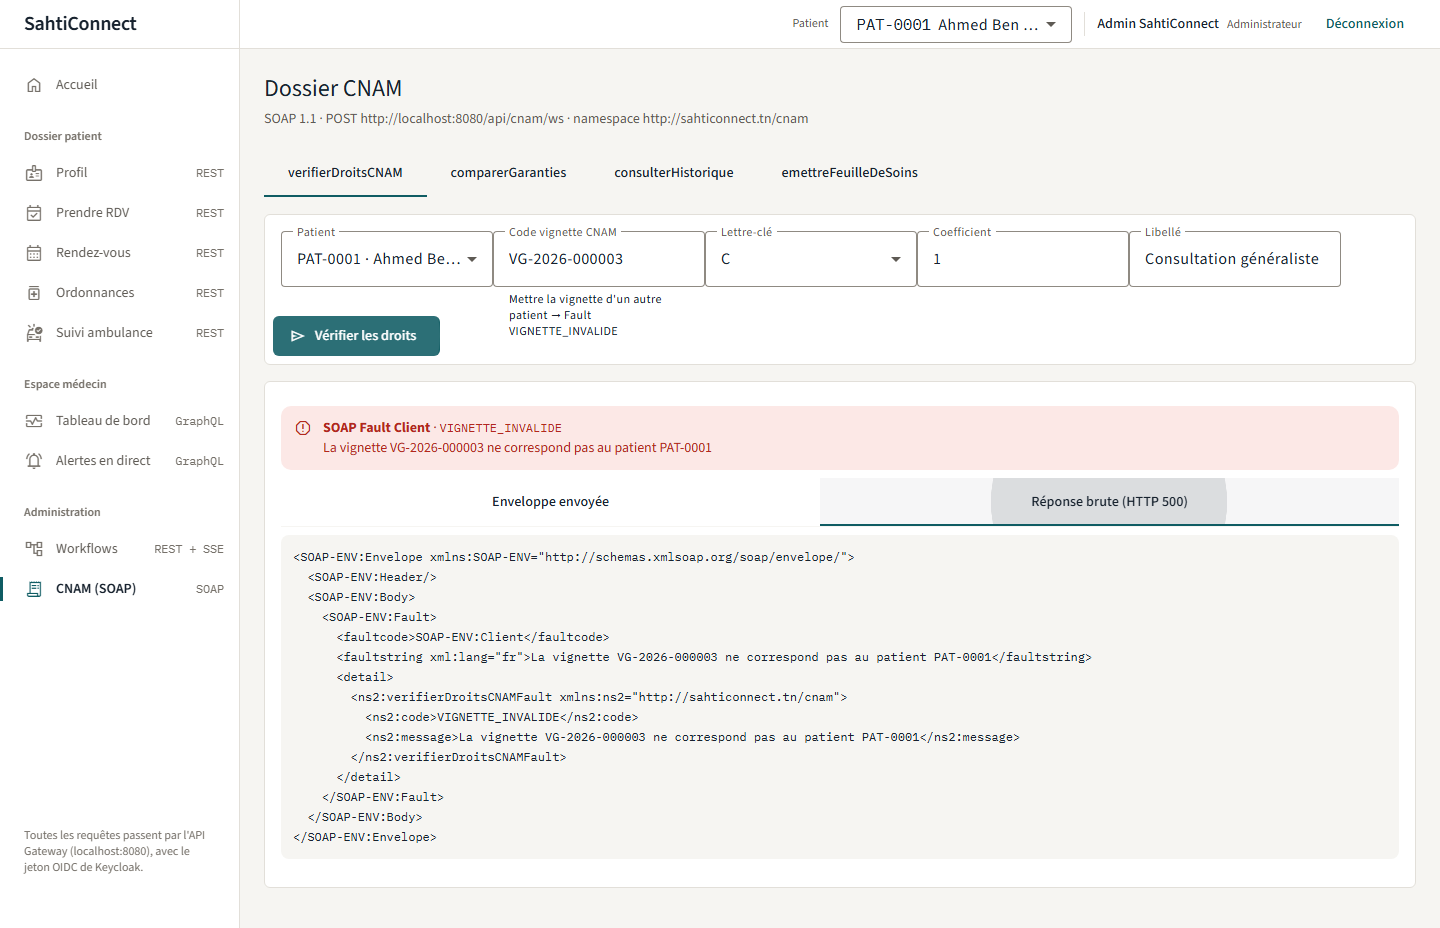 SahtiConnect
Patient
PAT-0001 Ahmed Ben ...
Admin SahtiConnect Administrateur
Déconnexion
Accueil
Dossier patient
Profil REST
Prendre RDV REST
Rendez-vous REST
Ordonnances REST
Suivi ambulance REST
Espace médecin
Tableau de bord GraphQL
Alertes en direct GraphQL
Administration
Workflows REST + SSE
CNAM (SOAP) SOAP
Toutes les requêtes passent par l'API
Gateway (localhost:8080), avec le
jeton OIDC de Keycloak.
Dossier CNAM
SOAP 1.1 · POST http://localhost:8080/api/cnam/ws · namespace http://sahticonnect.tn/cnam
verifierDroitsCNAM comparerGaranties consulterHistorique emettreFeuilleDeSoins
Patient
PAT-0001 · Ahmed Be...
Code vignette CNAM
VG-2026-000003
Mettre la vignette d'un autre
patient → Fault
VIGNETTE_INVALIDE
Lettre-clé
C
Coefficient
1
Libellé
Consultation généraliste
Vérifier les droits
SOAP Fault Client · VIGNETTE_INVALIDE
La vignette VG-2026-000003 ne correspond pas au patient PAT-0001
Enveloppe envoyée Réponse brute (HTTP 500)
<SOAP-ENV:Envelope xmlns:SOAP-ENV="http://schemas.xmlsoap.org/soap/envelope/">
<SOAP-ENV:Header/>
<SOAP-ENV:Body>
<SOAP-ENV:Fault>
<faultcode>SOAP-ENV:Client</faultcode>
<faultstring xml:lang="fr">La vignette VG-2026-000003 ne correspond pas au patient PAT-0001</faultstring>
<detail>
<ns2:verifierDroitsCNAMFault xmlns:ns2="http://sahticonnect.tn/cnam">
<ns2:code>VIGNETTE_INVALIDE</ns2:code>
<ns2:message>La vignette VG-2026-000003 ne correspond pas au patient PAT-0001</ns2:message>
</ns2:verifierDroitsCNAMFault>
</detail>
</SOAP-ENV:Fault>
</SOAP-ENV:Body>
</SOAP-ENV:Envelope>